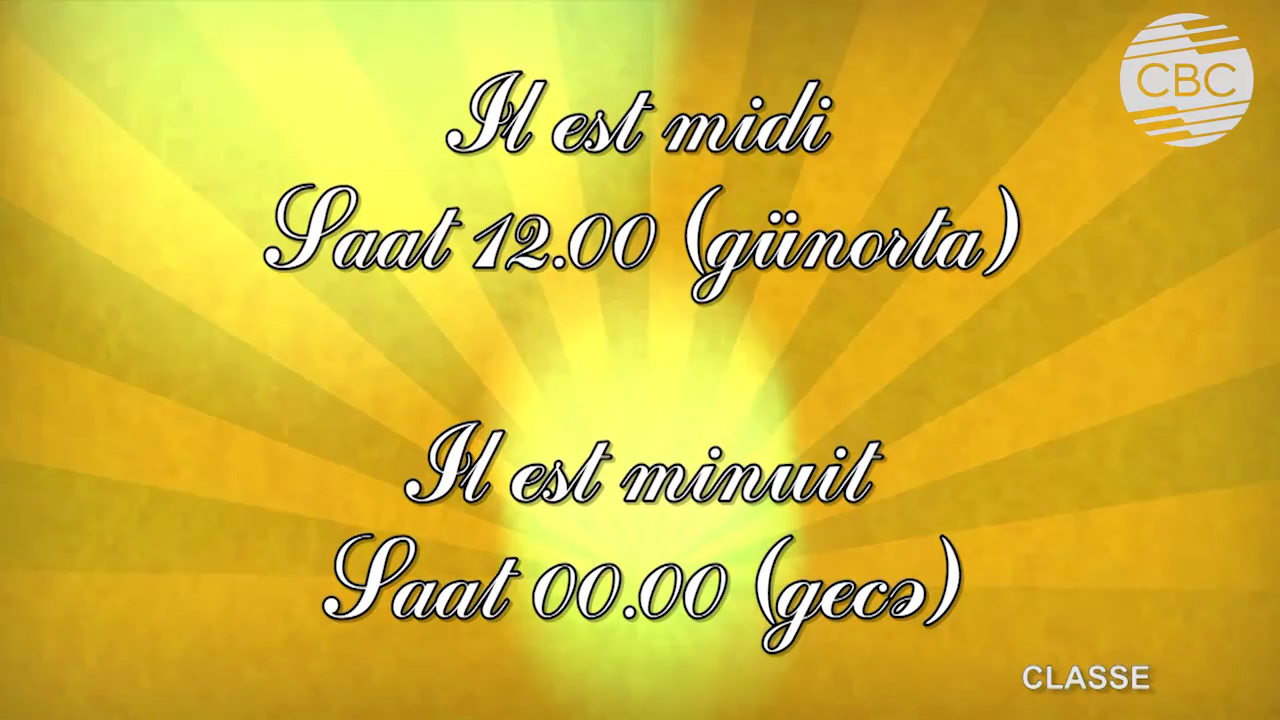 CBC
Il est midi
Saat 12.00 (günorta)
Il est minuit
Saat 00.00 (gecə)
CLASSE